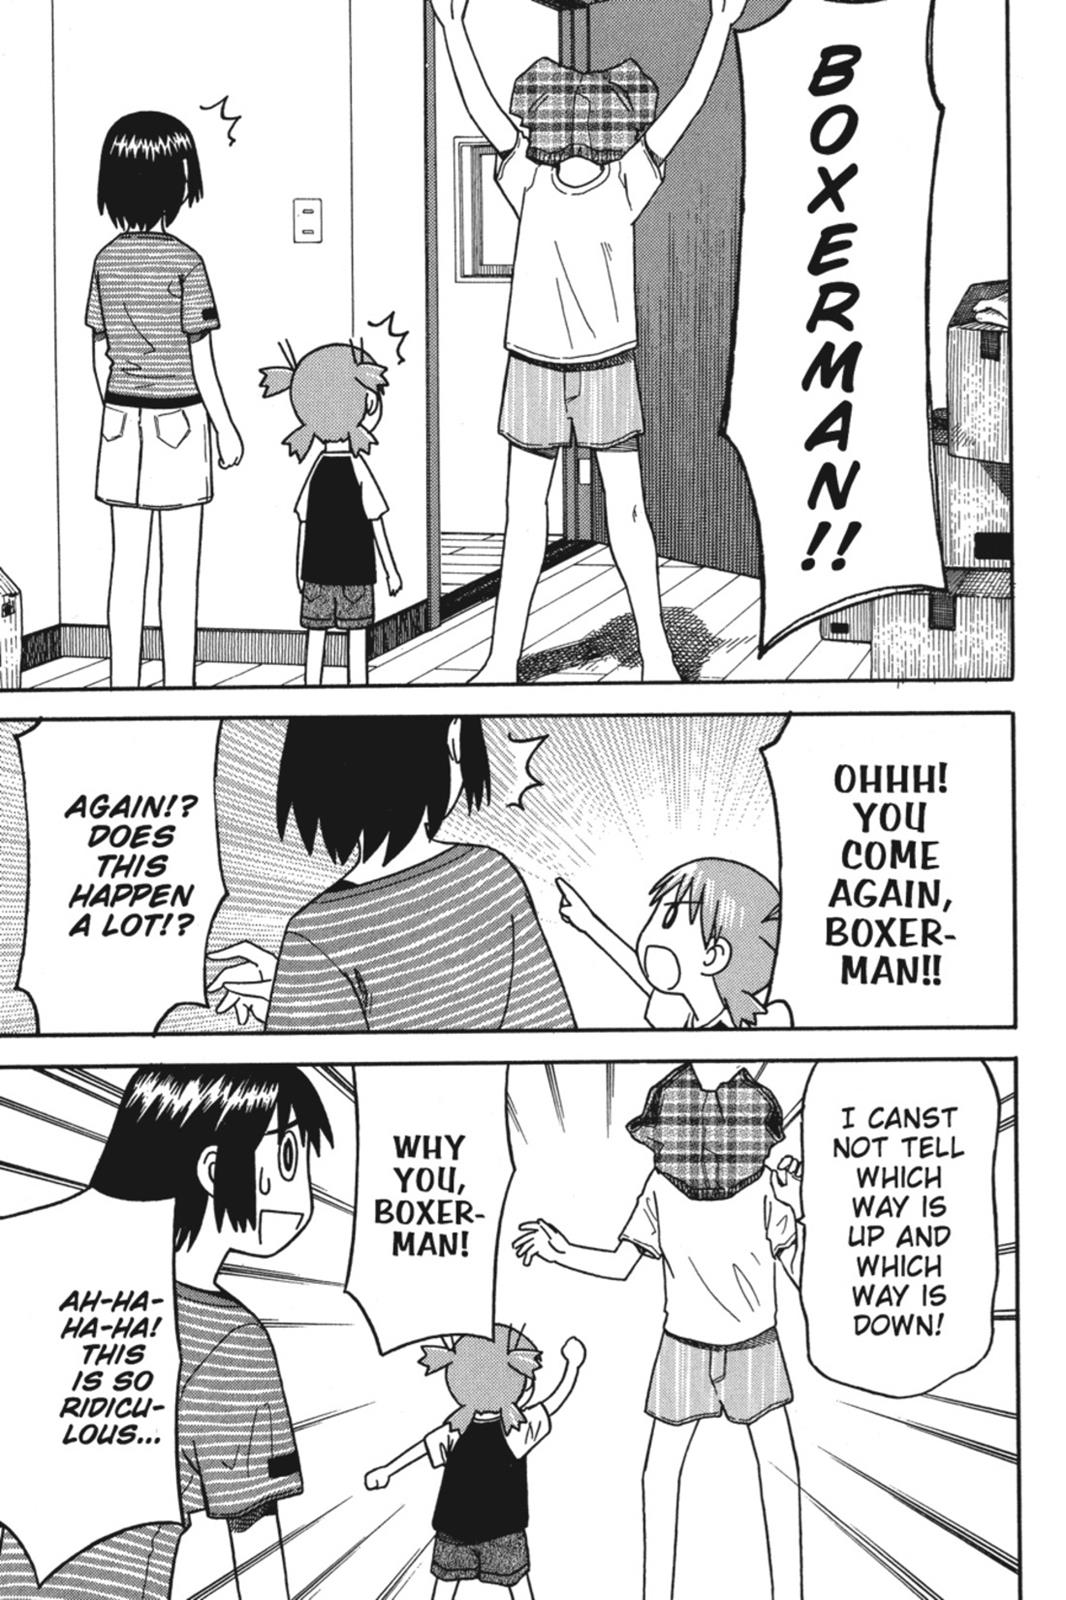 BOXERMAN!!
OHHH!
YOU
COME
AGAIN,
BOXER-
MAN!!
AGAIN!?
DOES
THIS
HAPPEN
A LOT!?
I CANST
NOT TELL
WHICH
WAY IS
UP AND
WHICH
WAY IS
DOWN!
WHY
YOU,
BOXER-
MAN!
AH-HA-
HA-HA!
THIS
IS SO
RIDICU-
LOUS...